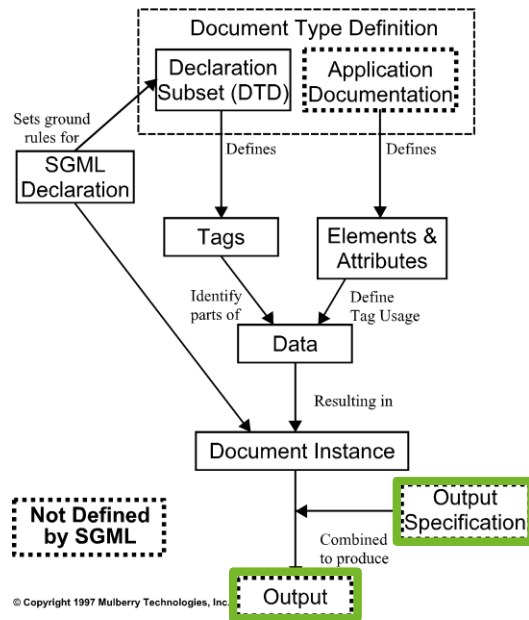 Document Type Definition
Declaration
Subset (DTD)
Application
Documentation
Sets ground
rules for
Defines
Defines
SGML
Declaration
Tags
Elements &
Attributes
Identify
parts of
Define
Tag Usage
Data
Resulting in
Document Instance
Not Defined
by SGML
Output
Specification
Combined
to produce
Output
© Copyright 1997 Mulberry Technologies, Inc.